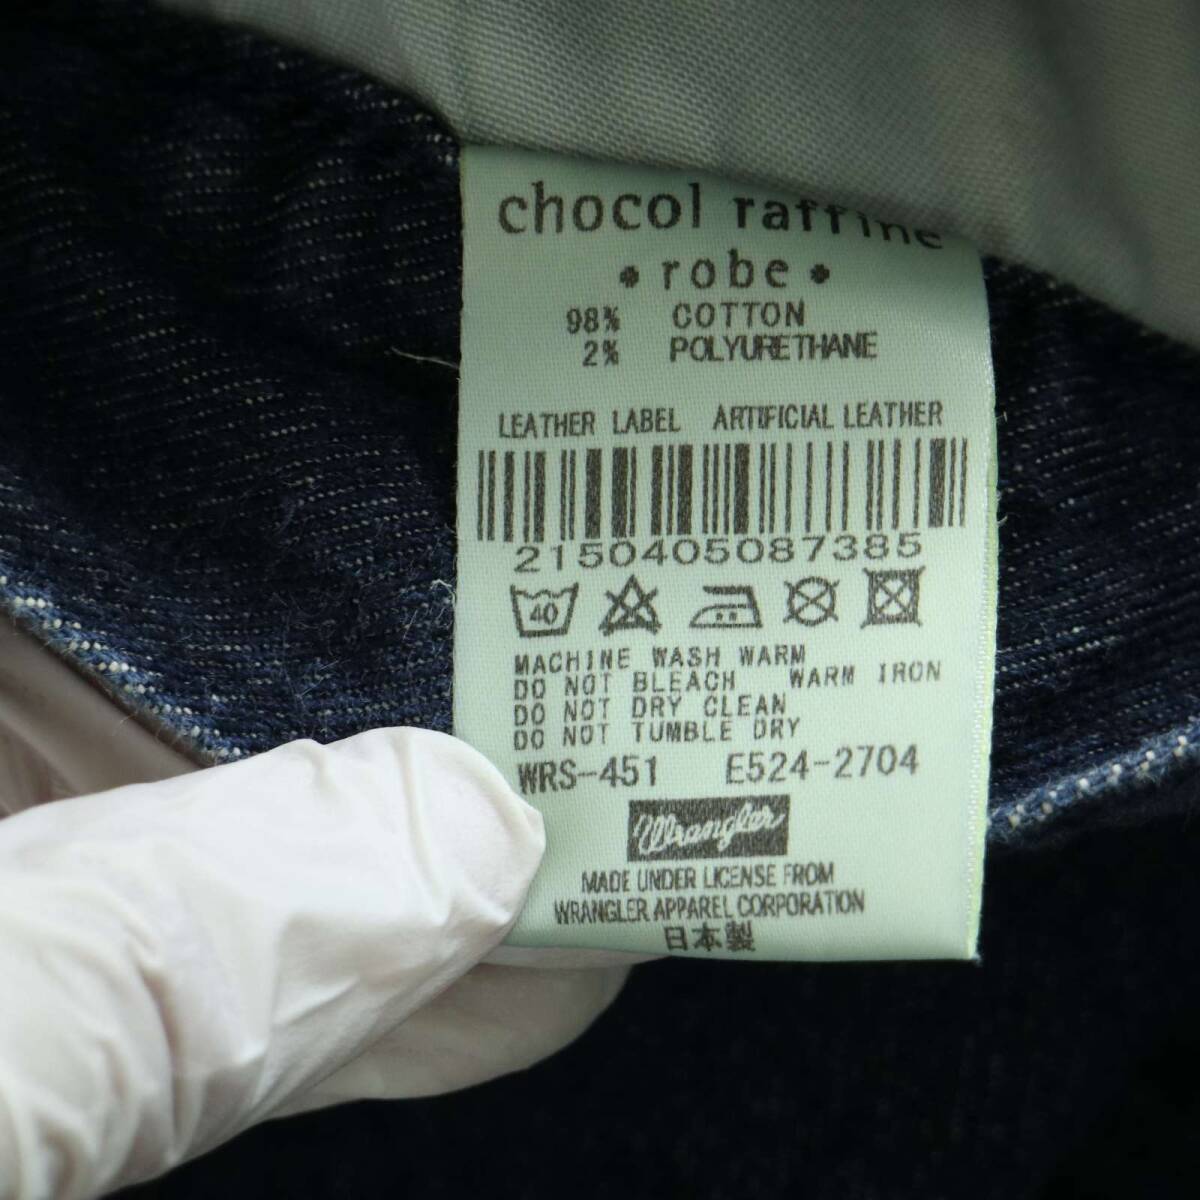 chocol raffine
• robe •
98% COTTON
2% POLYURETHANE
LEATHER LABEL ARTIFICIAL LEATHER
2150405087385
40
MACHINE WASH WARM
DO NOT BLEACH WARM IRON
DO NOT DRY CLEAN
DO NOT TUMBLE DRY
WRS-451 E524-2704
Wrangler
MADE UNDER LICENSE FROM
WRANGLER APPAREL CORPORATION
日本製